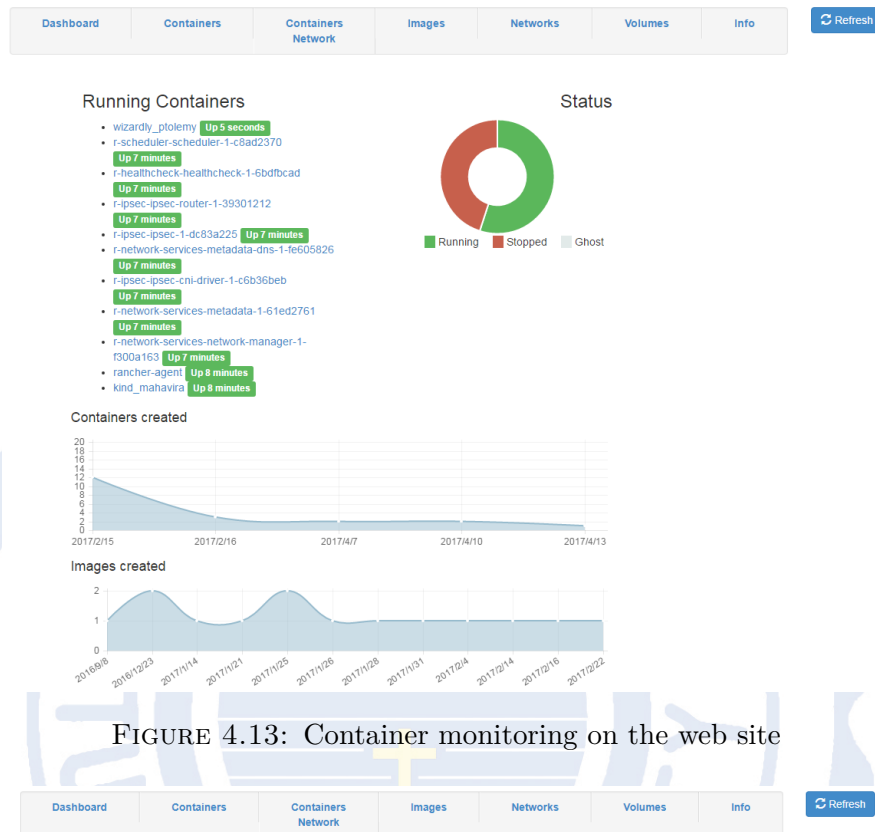 Dashboard Containers Containers Network Images Networks Volumes Info Refresh
Running Containers
wizardly_ptolemy Up 5 seconds
r-scheduler-scheduler-1-c8ad2370
Up 7 minutes
r-healthcheck-healthcheck-1-6bdfbcad
Up 7 minutes
r-ipsec-ipsec-router-1-39301212
Up 7 minutes
r-ipsec-ipsec-1-dc83a225 Up 7 minutes
r-network-services-metadata-dns-1-fe605826
Up 7 minutes
r-ipsec-ipsec-cni-driver-1-c6b36beb
Up 7 minutes
r-network-services-metadata-1-61ed2761
Up 7 minutes
r-network-services-network-manager-1-
f300a163 Up 7 minutes
rancher-agent Up 8 minutes
kind_mahavira Up 8 minutes
Status
Running Stopped Ghost
Containers created
20
18
16
14
12
10
8
6
4
2
0
2017/2/15 2017/2/16 2017/4/7 2017/4/10 2017/4/13
Images created
2
1
0
2016/9/8 2016/12/23 2017/1/14 2017/1/21 2017/1/25 2017/1/26 2017/1/28 2017/1/31 2017/2/4 2017/2/14 2017/2/16 2017/2/22
FIGURE 4.13: Container monitoring on the web site
Dashboard Containers Containers Network Images Networks Volumes Info Refresh